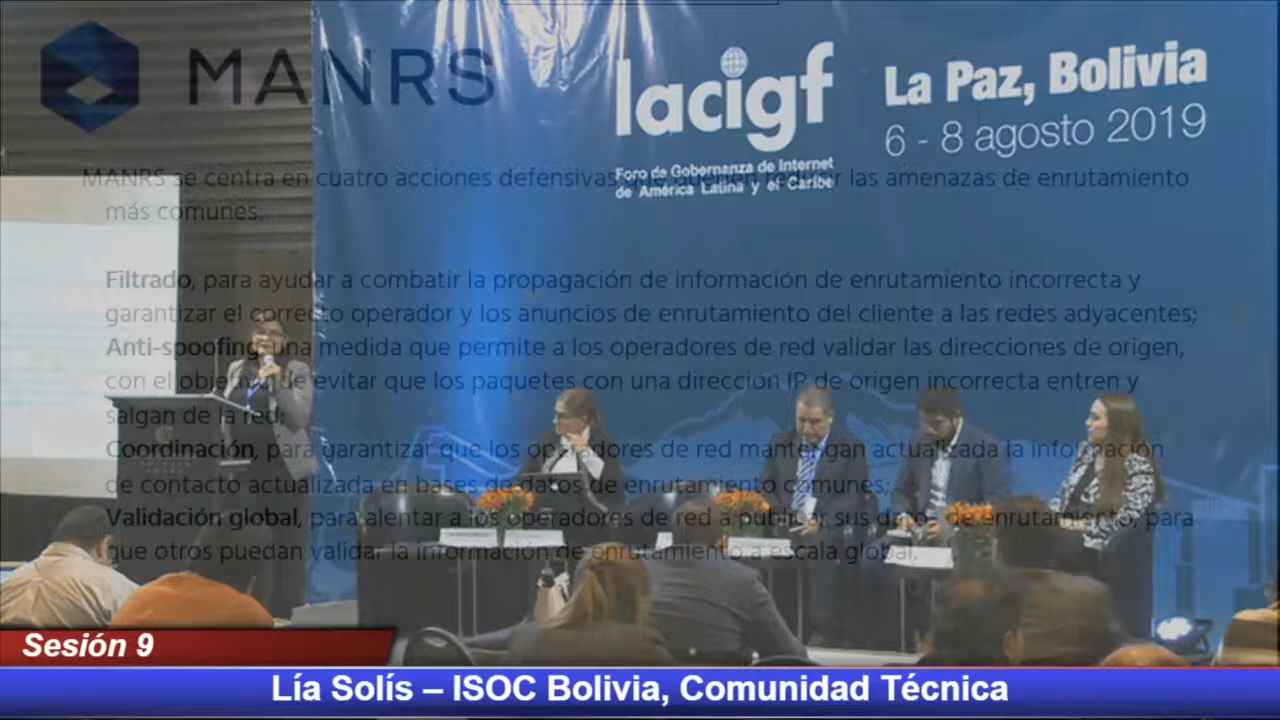 MANRS
lacigf
Foro de Gobernanza de Internet
de América Latina y el Caribe
La Paz, Bolivia
6 - 8 agosto 2019
MANRS se centra en cuatro acciones defensivas las amenazas de enrutamiento
más comunes:
Filtrado, para ayudar a combatir la propagación de información de enrutamiento incorrecta y
garantizar el correcto operador y los anuncios de enrutamiento del cliente a las redes adyacentes;
Anti-spoofing, una medida que permite a los operadores de red validar las direcciones de origen,
con el objetivo de evitar que los paquetes con una dirección IP de origen incorrecta entren y
salgan de la red;
Coordinación, para garantizar que los operadores de red mantengan actualizada la información
de contacto actualizada en bases de datos de enrutamiento comunes;
Validación global, para alentar a los operadores de red a publicar sus datos de enrutamiento, para
que otros puedan validar la información de enrutamiento a escala global.
Sesión 9
Lía Solís – ISOC Bolivia, Comunidad Técnica